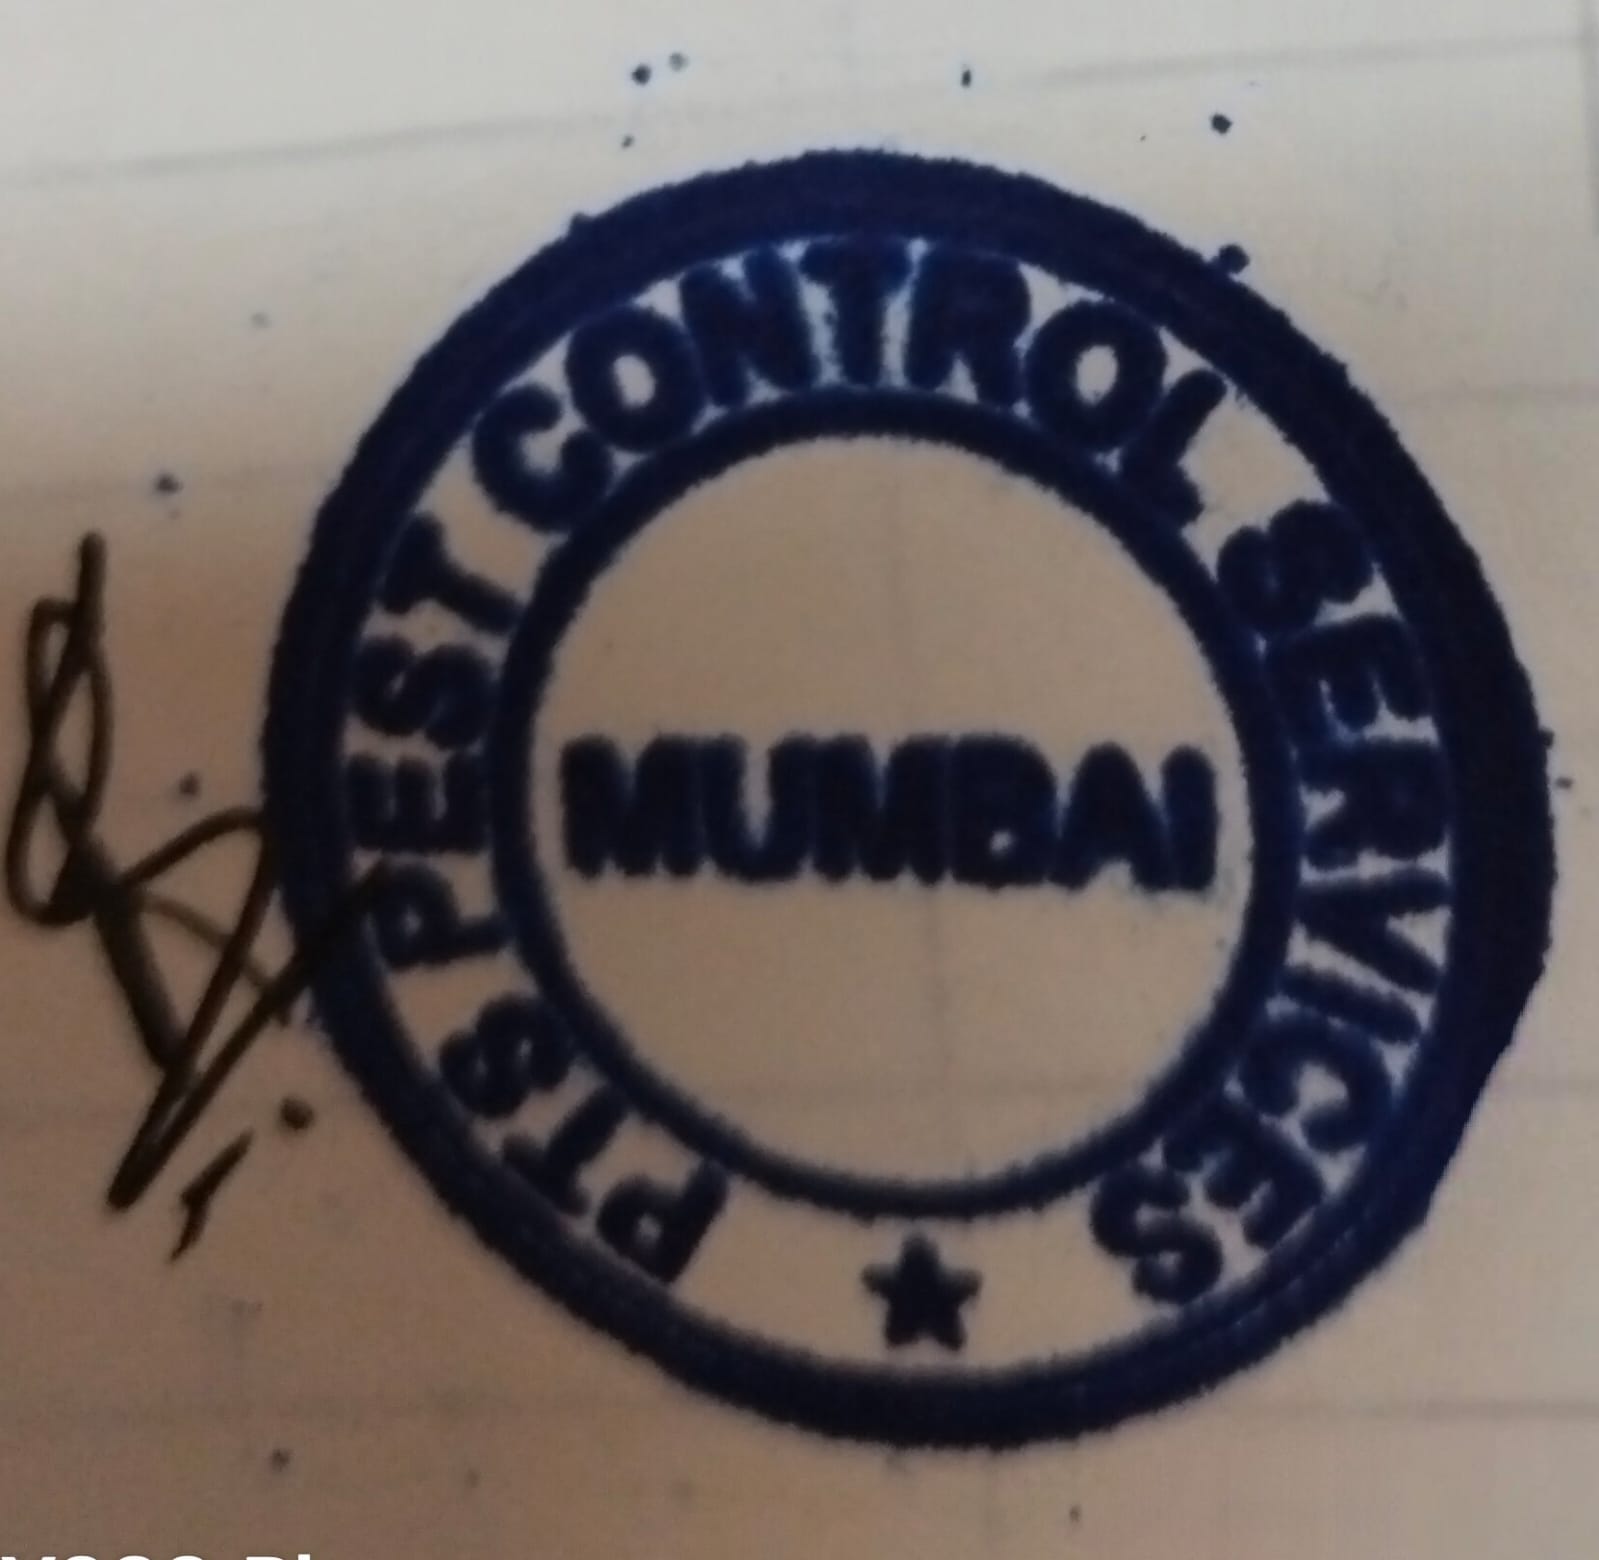 PTS PEST CONTROL SERVICES
MUMBAI